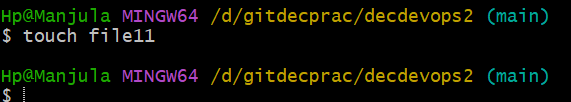 Hp@Manjula MINGW64 /d/gitdecprac/decdevops2 (main)
$ touch file11
Hp@Manjula MINGW64 /d/gitdecprac/decdevops2 (main)
$